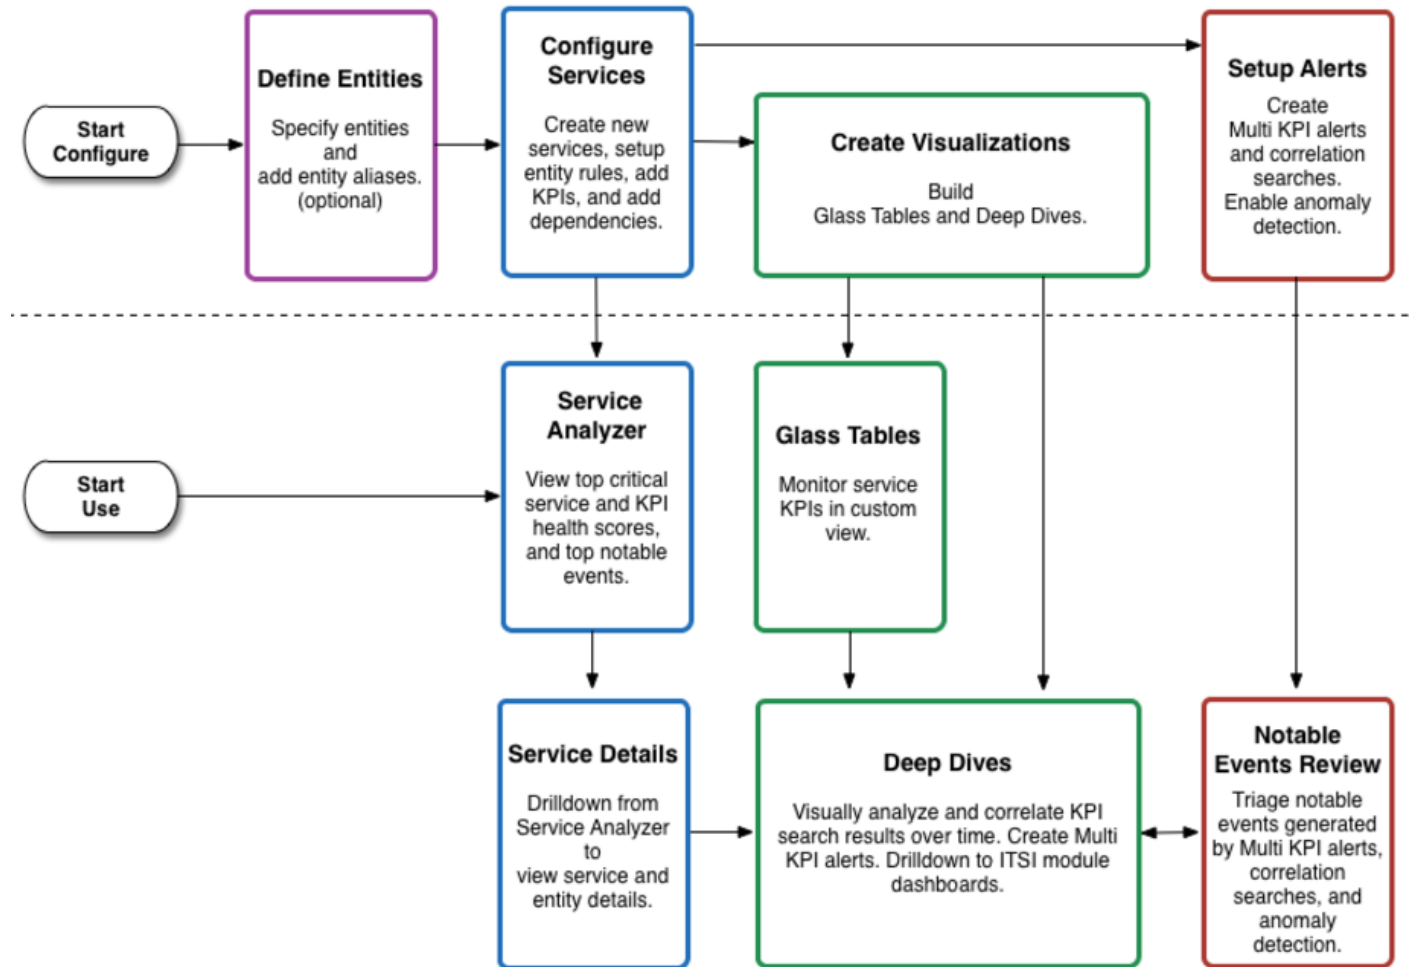 Start
Configure
Define Entities
Specify entities
and
add entity aliases.
(optional)
Configure
Services
Create new
services, setup
entity rules, add
KPIs, and add
dependencies.
Create Visualizations
Build
Glass Tables and Deep Dives.
Setup Alerts
Create
Multi KPI alerts
and correlation
searches.
Enable anomaly
detection.
Start
Use
Service
Analyzer
View top critical
service and KPI
health scores,
and top notable
events.
Glass Tables
Monitor service
KPIs in custom
view.
Service Details
Drilldown from
Service Analyzer
to
view service and
entity details.
Deep Dives
Visually analyze and correlate KPI
search results over time. Create Multi
KPI alerts. Drilldown to ITSI module
dashboards.
Notable
Events Review
Triage notable
events generated
by Multi KPI alerts,
correlation
searches, and
anomaly
detection.